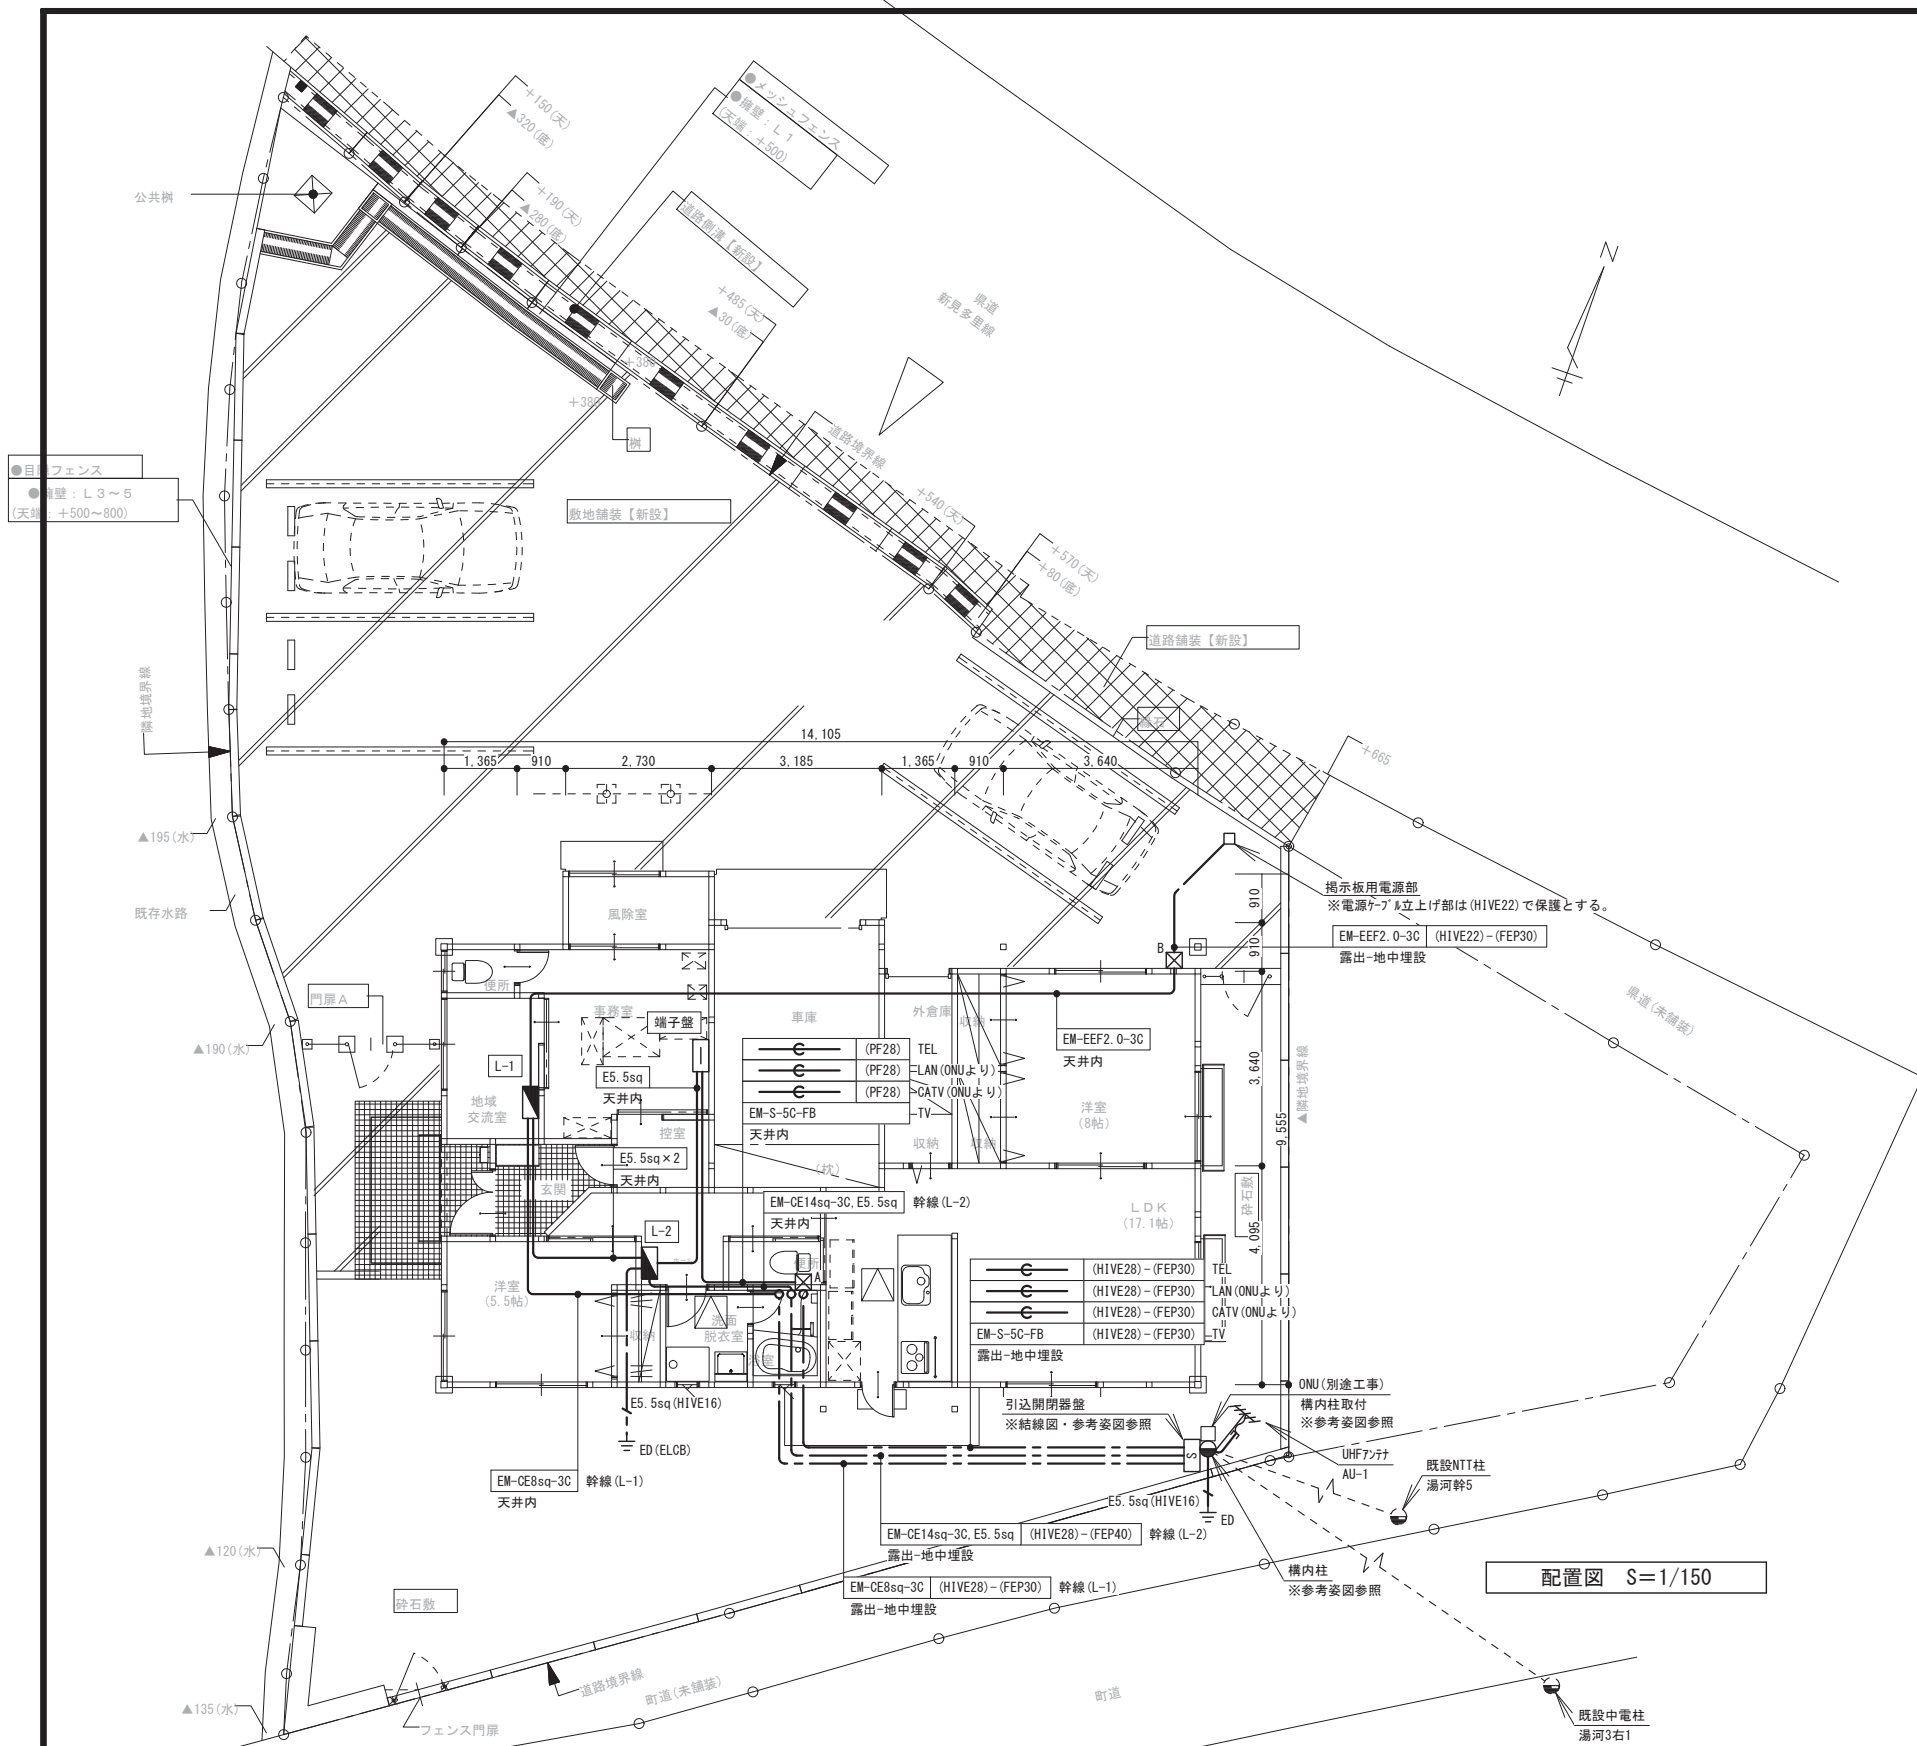 +150(天)
▲320(底)
●メッシュフェンス
●擁壁：L1
(天端：+500)
公共桝
+190(天)
▲280(底)
道路側溝【新設】
+485(天)
▲30(底)
県道
新見多里線
N
+380
+380
桝
道路境界線
●目隠フェンス
●擁壁：L3～5
(天端：+500～800)
敷地舗装【新設】
+540(天)
+570(天)
+80(底)
道路舗装【新設】
隣地境界線
縁石
+665
14,105
1,365
910
2,730
3,185
1,365
910
3,640
▲195(水)
既存水路
風除室
掲示板用電源部
※電源ｹｰﾌﾞﾙ立上げ部は(HIVE22)で保護とする。
910
910
B
EM-EEF2.0-3C (HIVE22)-(FEP30)
露出-地中埋設
便所
門扉A
事務室
端子盤
車庫
外倉庫
収納
県道(未舗装)
▲190(水)
L-1
E5.5sq
天井内
(PF28) TEL
(PF28) LAN(ONUより)
(PF28) CATV(ONUより)
EM-S-5C-FB TV
天井内
EM-EEF2.0-3C
天井内
3,640
9,555
▲隣地境界線
地域
交流室
控室
収納
収納
洋室
(8帖)
E5.5sq×2
天井内
(枕)
玄関
EM-CE14sq-3C,E5.5sq 幹線(L-2)
天井内
LDK
(17.1帖)
砕石敷
4,095
L-2
便所
A
洋室
(5.5帖)
(HIVE28)-(FEP30) TEL
(HIVE28)-(FEP30) LAN(ONUより)
(HIVE28)-(FEP30) CATV(ONUより)
EM-S-5C-FB (HIVE28)-(FEP30) TV
露出-地中埋設
収納
洗面
脱衣室
浴室
E5.5sq(HIVE16)
ED(ELCB)
引込開閉器盤
※結線図・参考姿図参照
ONU(別途工事)
構内柱取付
※参考姿図参照
S
UHFｱﾝﾃﾅ
AU-1
既設NTT柱
湯河幹5
EM-CE8sq-3C 幹線(L-1)
天井内
E5.5sq(HIVE16)
ED
EM-CE14sq-3C,E5.5sq (HIVE28)-(FEP40) 幹線(L-2)
露出-地中埋設
▲120(水)
構内柱
※参考姿図参照
配置図　S＝1/150
EM-CE8sq-3C (HIVE28)-(FEP30) 幹線(L-1)
露出-地中埋設
砕石敷
道路境界線
町道(未舗装)
町道
▲135(水)
フェンス門扉
既設中電柱
湯河3右1